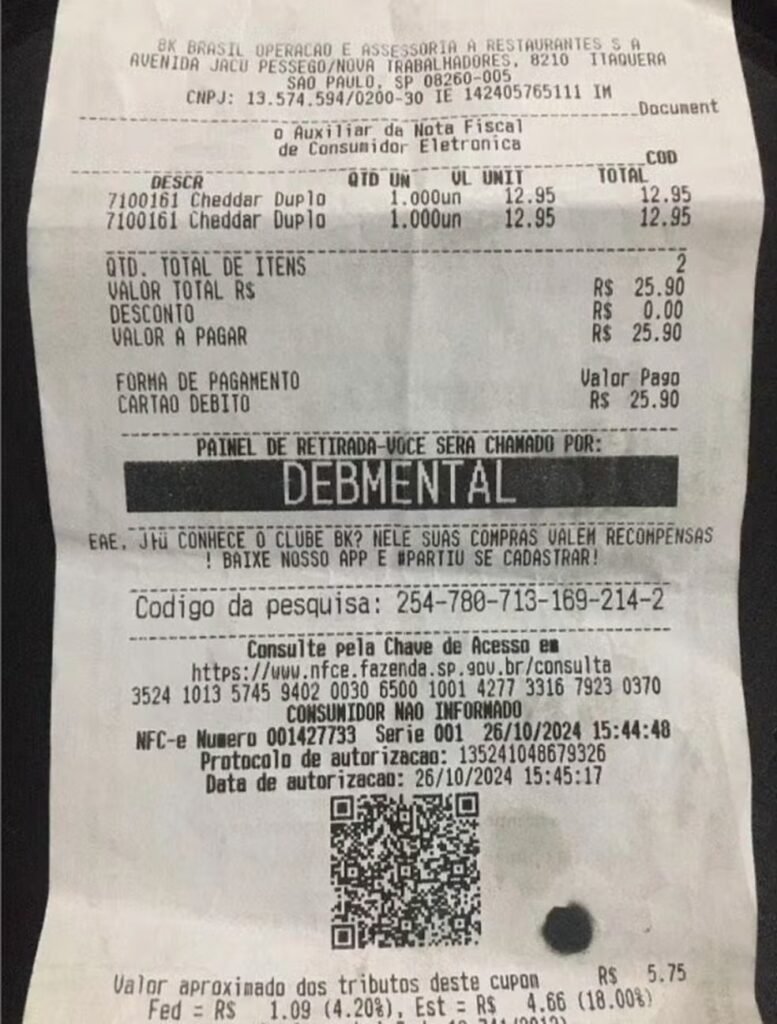 BK BRASIL OPERACAO E ASSESSORIA A RESTAURANTES S A
AVENIDA JACU PESSEGO/NOVA TRABALHADORES, 8210 ITAQUERA
SAO PAULO, SP 08260-005
CNPJ: 13.574.594/0200-30 IE 142405765111 IM
Document
o Auxiliar da Nota Fiscal
de Consumidor Eletronica
COD
DESCR QTD UN VL UNIT TOTAL
7100161 Cheddar Duplo 1.000un 12.95 12.95
7100161 Cheddar Duplo 1.000un 12.95 12.95
QTD. TOTAL DE ITENS 2
VALOR TOTAL R$ R$ 25.90
DESCONTO R$ 0.00
VALOR A PAGAR R$ 25.90
FORMA DE PAGAMENTO Valor Pago
CARTAO DEBITO R$ 25.90
PAINEL DE RETIRADA-VOCE SERA CHAMADO POR:
DEBMENTAL
EAE, Jtü CONHECE O CLUBE BK? NELE SUAS COMPRAS VALEM RECOMPENSAS
! BAIXE NOSSO APP E #PARTIU SE CADASTRAR!
Codigo da pesquisa: 254-780-713-169-214-2
Consulte pela Chave de Acesso em
https://www.nfce.fazenda.sp.gov.br/consulta
3524 1013 5745 9402 0030 6500 1001 4277 3316 7923 0370
CONSUMIDOR NAO INFORMADO
NFC-e Numero 001427733 Serie 001 26/10/2024 15:44:48
Protocolo de autorizacao: 135241048679326
Data de autorizacao: 26/10/2024 15:45:17
Valor aproximado dos tributos deste cupom R$ 5.75
Fed = R$ 1.09 (4.20%), Est = R$ 4.66 (18.00%)